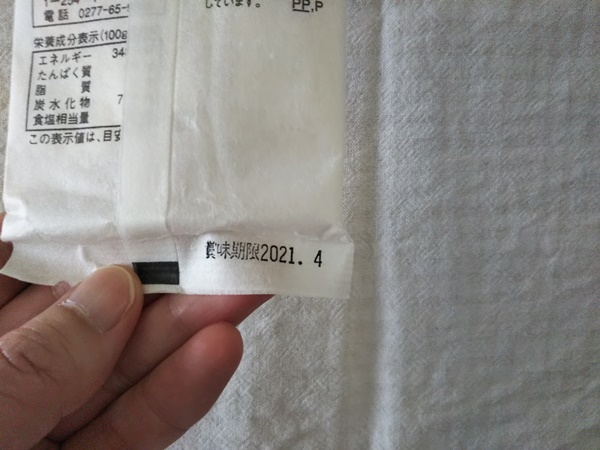 電話 0277-65-
しています。
PP,P
栄養成分表示(100g
エネルギー 34
たんぱく質
脂 質
炭水化物 7
食塩相当量
この表示値は、目安
賞味期限2021. 4